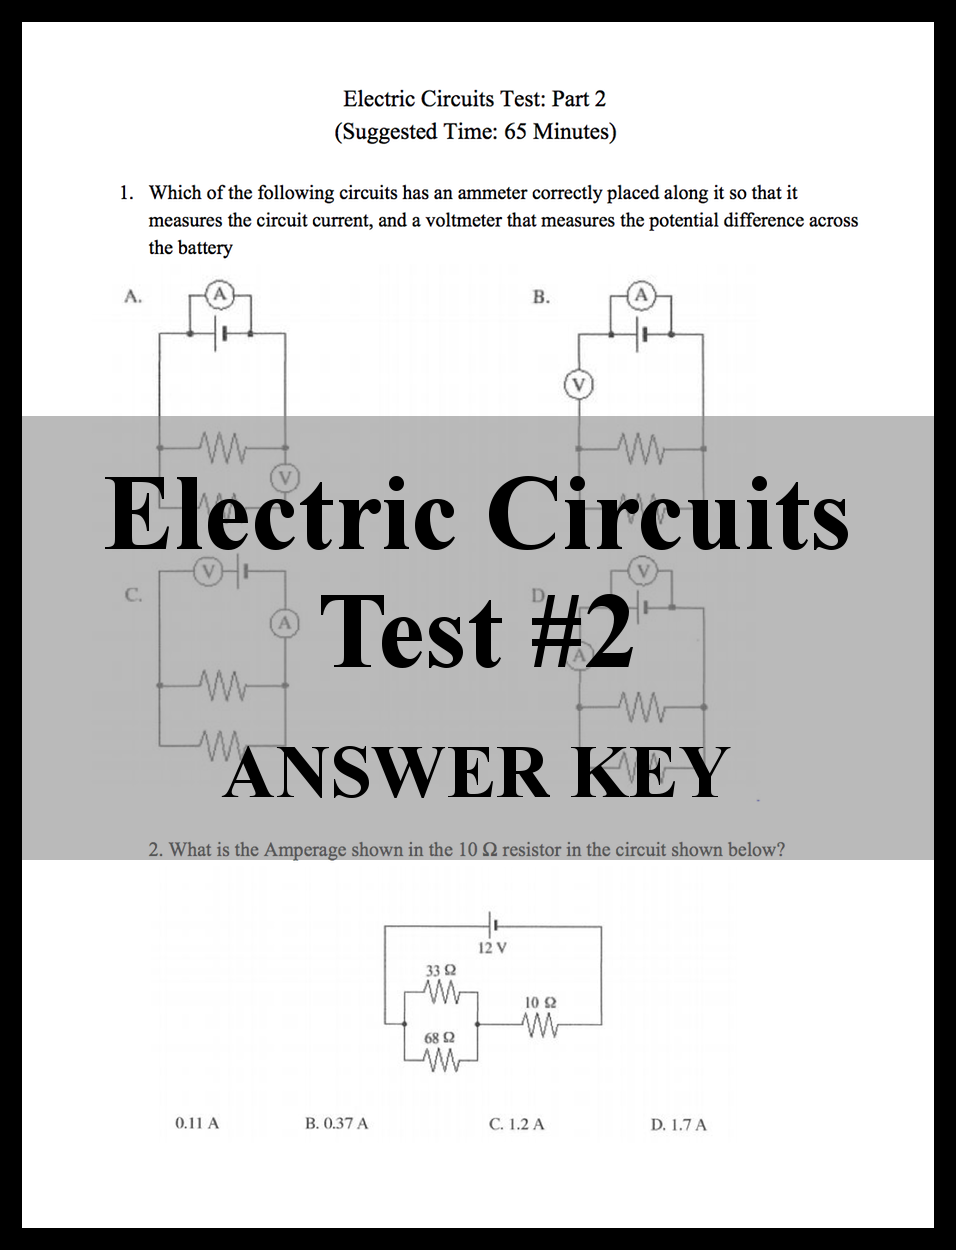 Electric Circuits Test: Part 2
(Suggested Time: 65 Minutes)
1. Which of the following circuits has an ammeter correctly placed along it so that it
measures the circuit current, and a voltmeter that measures the potential difference across
the battery
A.
A
V
B.
A
V
Electric Circuits
C.
V
A
D.
V
A
Test #2
ANSWER KEY
2. What is the Amperage shown in the 10 Ω resistor in the circuit shown below?
12 V
33 Ω
10 Ω
68 Ω
0.11 A B. 0.37 A C. 1.2 A D. 1.7 A